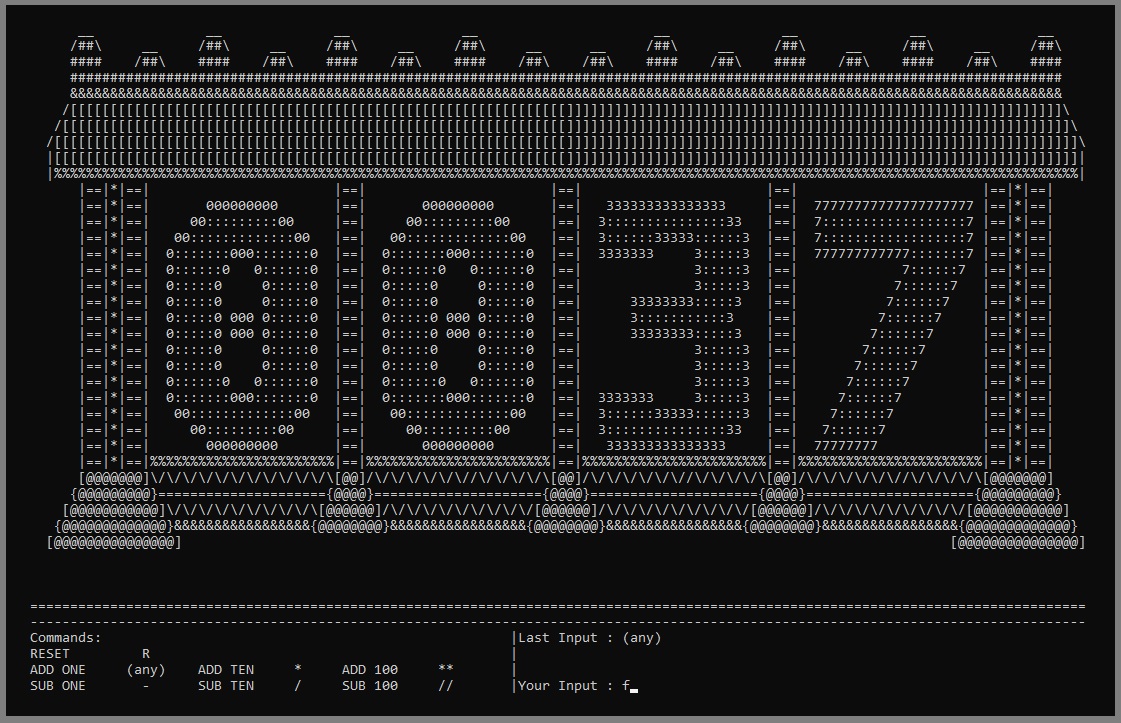 0037
Commands:
RESET R
ADD ONE (any) ADD TEN * ADD 100 **
SUB ONE - SUB TEN / SUB 100 //
Last Input : (any)
Your Input : f